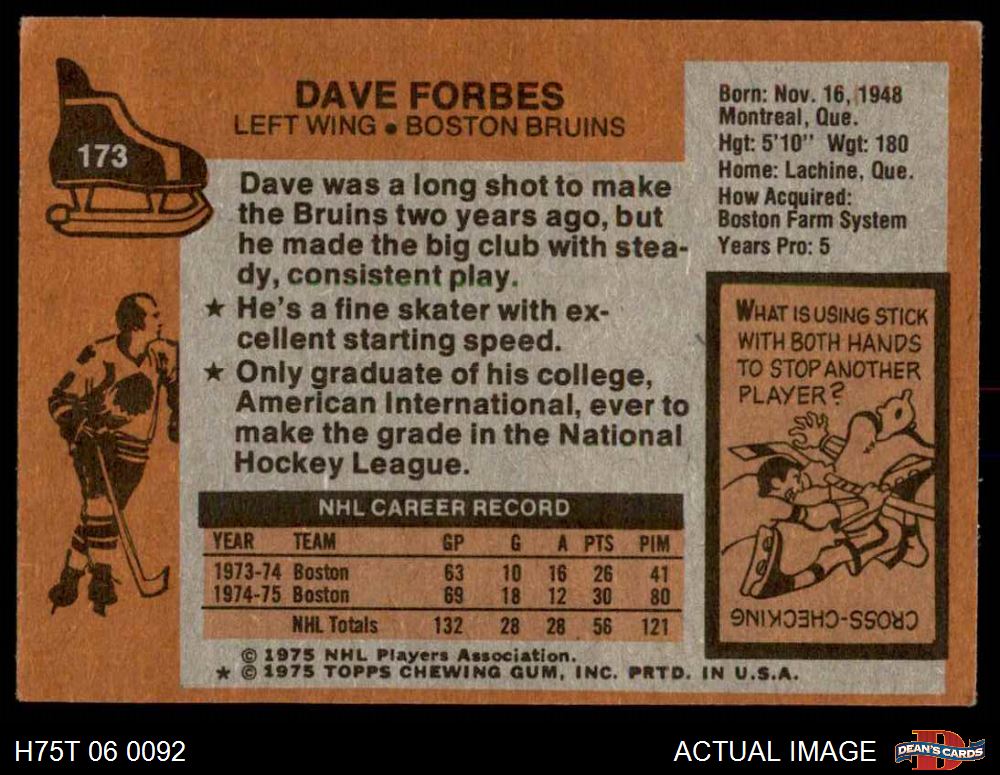 173
DAVE FORBES
LEFT WING ● BOSTON BRUINS
Dave was a long shot to make
the Bruins two years ago, but
he made the big club with stea-
dy, consistent play.
★ He's a fine skater with ex-
cellent starting speed.
★ Only graduate of his college,
American International, ever to
make the grade in the National
Hockey League.
NHL CAREER RECORD
YEAR TEAM GP G A PTS PIM
1973-74 Boston 63 10 16 26 41
1974-75 Boston 69 18 12 30 80
NHL Totals 132 28 28 56 121
© 1975 NHL Players Association.
★ © 1975 TOPPS CHEWING GUM, INC. PRTD. IN U.S.A.
Born: Nov. 16, 1948
Montreal, Que.
Hgt: 5'10" Wgt: 180
Home: Lachine, Que.
How Acquired:
Boston Farm System
Years Pro: 5
WHAT IS USING STICK
WITH BOTH HANDS
TO STOP ANOTHER
PLAYER?
CROSS-CHECKING
H75T 06 0092
ACTUAL IMAGE
DEAN'S CARDS